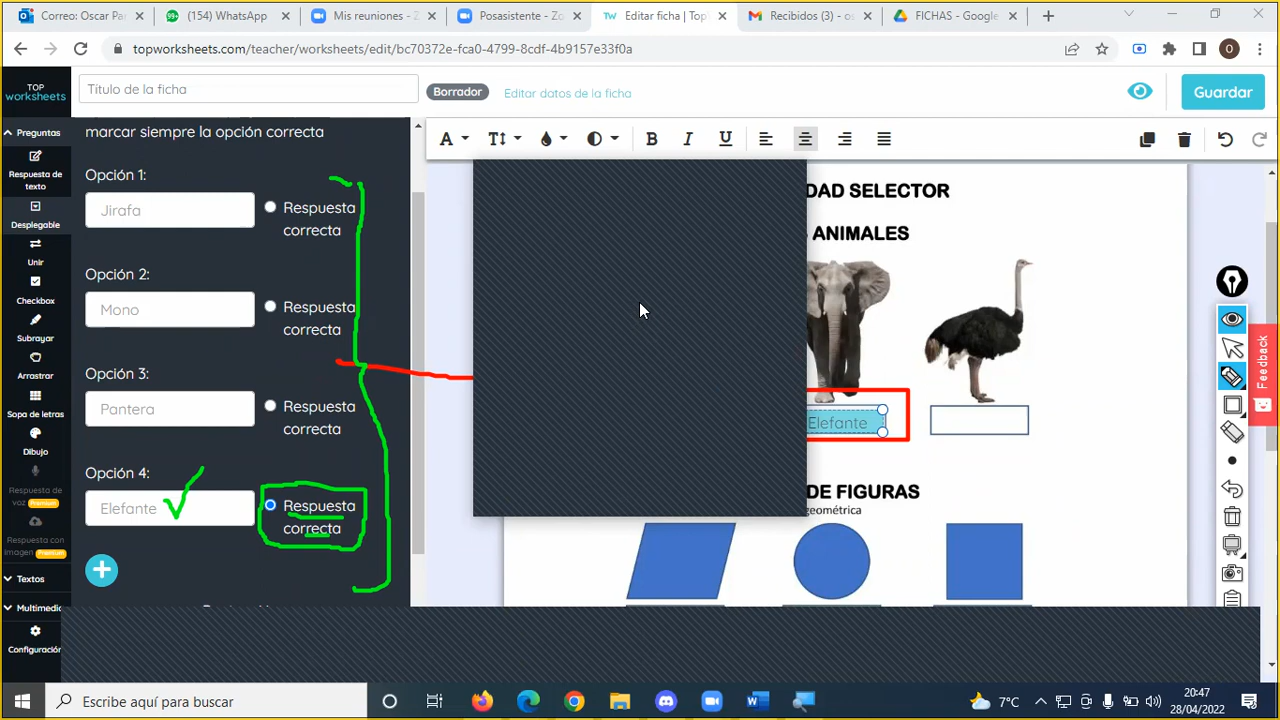 Correo: Oscar Par
(154) WhatsApp
Mis reuniones - Z
Posasistente - Zo
Editar ficha | Top
Recibidos (3) - os
FICHAS - Google
topworksheets.com/teacher/worksheets/edit/bc70372e-fca0-4799-8cdf-4b9157e33f0a
O
TOP
worksheets
Título de la ficha
Borrador
Editar datos de la ficha
Guardar
Preguntas
Respuesta de
texto
Desplegable
Unir
Checkbox
Subrayar
Arrastrar
Sopa de letras
Dibujo
Respuesta de
voz Premium
Respuesta con
imagen Premium
Textos
Multimedia
Configuración
marcar siempre la opción correcta
Opción 1:
Jirafa
Respuesta
correcta
Opción 2:
Mono
Respuesta
correcta
Opción 3:
Pantera
Respuesta
correcta
Opción 4:
Elefante
Respuesta
correcta
A
B I U
DAD SELECTOR
S ANIMALES
Elefante
DE FIGURAS
geométrica
Feedback
Escribe aquí para buscar
7°C
20:47
28/04/2022